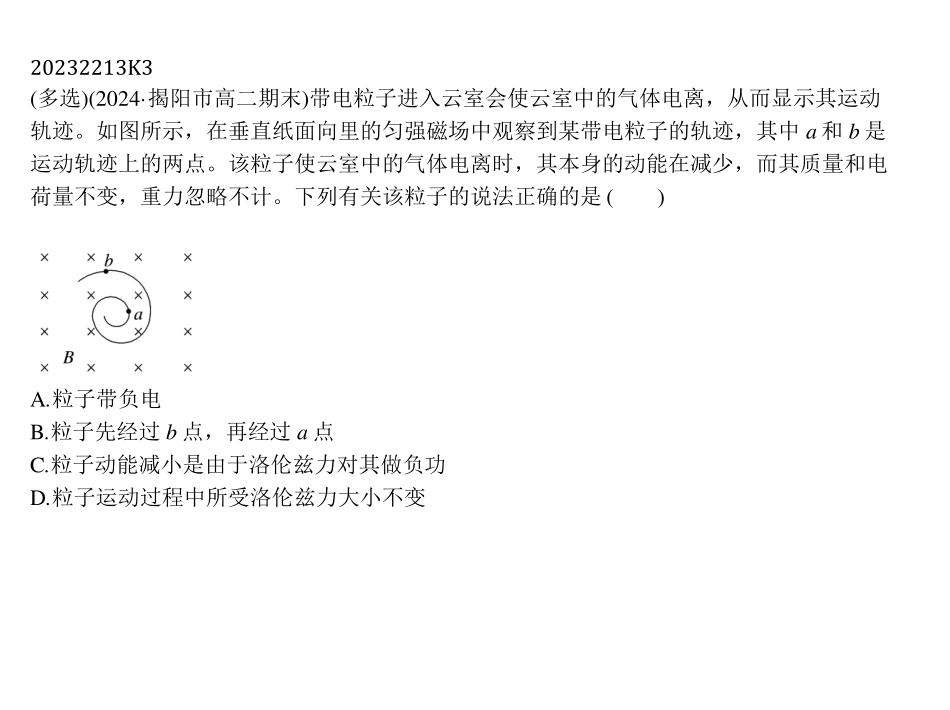 20232213K3
(多选)(2024·揭阳市高二期末)带电粒子进入云室会使云室中的气体电离，从而显示其运动
轨迹。如图所示，在垂直纸面向里的匀强磁场中观察到某带电粒子的轨迹，其中 a 和 b 是
运动轨迹上的两点。该粒子使云室中的气体电离时，其本身的动能在减少，而其质量和电
荷量不变，重力忽略不计。下列有关该粒子的说法正确的是 (　　)
× × b × ×
× × × ×
a
× × × ×
B
× × × ×
A.粒子带负电
B.粒子先经过 b 点，再经过 a 点
C.粒子动能减小是由于洛伦兹力对其做负功
D.粒子运动过程中所受洛伦兹力大小不变